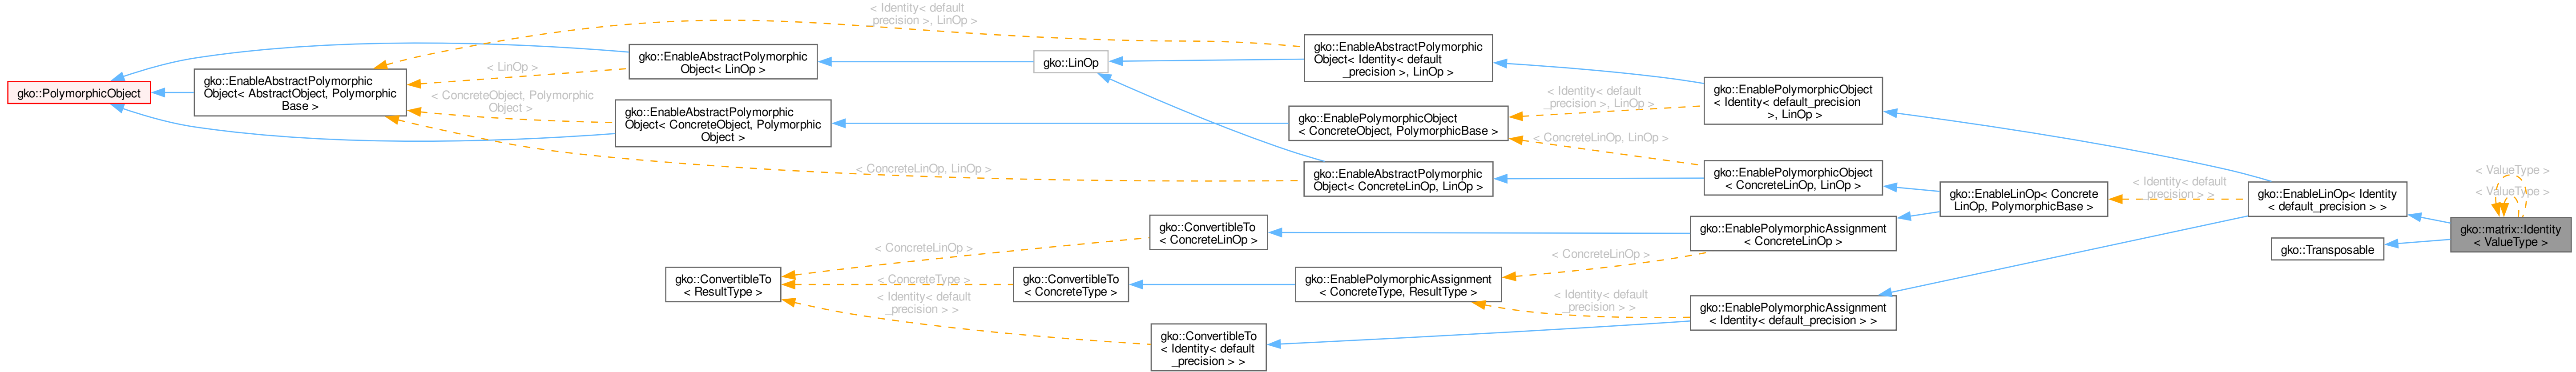 gko::PolymorphicObject
gko::EnableAbstractPolymorphic
Object< AbstractObject, Polymorphic
Base >
< Identity< default
_precision >, LinOp >
< LinOp >
< ConcreteObject, Polymorphic
Object >
< ConcreteLinOp, LinOp >
gko::EnableAbstractPolymorphic
Object< LinOp >
gko::EnableAbstractPolymorphic
Object< ConcreteObject, Polymorphic
Object >
gko::LinOp
gko::EnableAbstractPolymorphic
Object< Identity< default
_precision >, LinOp >
gko::EnablePolymorphicObject
< ConcreteObject, PolymorphicBase >
gko::EnableAbstractPolymorphic
Object< ConcreteLinOp, LinOp >
< Identity< default
_precision >, LinOp >
< ConcreteLinOp, LinOp >
gko::EnablePolymorphicObject
< Identity< default_precision
>, LinOp >
gko::EnablePolymorphicObject
< ConcreteLinOp, LinOp >
gko::ConvertibleTo
< ResultType >
< ConcreteLinOp >
< ConcreteType >
< Identity< default
_precision > >
gko::ConvertibleTo
< ConcreteLinOp >
gko::ConvertibleTo
< ConcreteType >
gko::ConvertibleTo
< Identity< default
_precision > >
gko::EnablePolymorphicAssignment
< ConcreteType, ResultType >
< ConcreteLinOp >
< Identity< default
_precision > >
gko::EnablePolymorphicAssignment
< ConcreteLinOp >
gko::EnablePolymorphicAssignment
< Identity< default_precision > >
gko::EnableLinOp< Concrete
LinOp, PolymorphicBase >
< Identity< default
_precision > >
gko::EnableLinOp< Identity
< default_precision > >
gko::Transposable
< ValueType >
< ValueType >
gko::matrix::Identity
< ValueType >